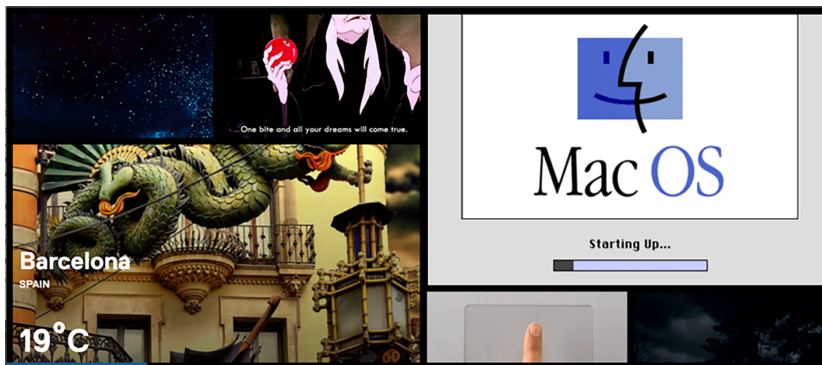 One bite and all your dreams will come true.
Barcelona
SPAIN
19°C
Mac OS
Starting Up...